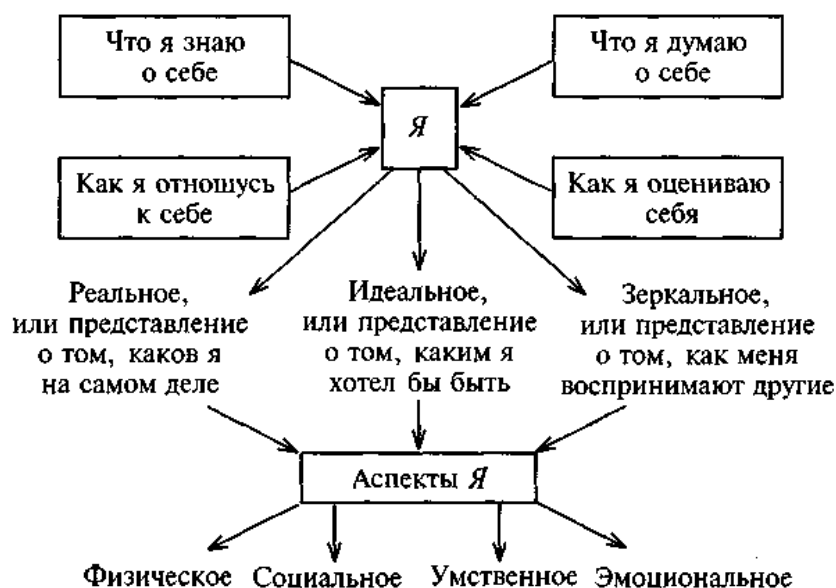 Что я знаю
о себе
Что я думаю
о себе
Я
Как я отношусь
к себе
Как я оцениваю
себя
Реальное,
или представление
о том, каков я
на самом деле
Идеальное,
или представление
о том, каким я
хотел бы быть
Зеркальное,
или представление
о том, как меня
воспринимают другие
Аспекты Я
Физическое Социальное Умственное Эмоциональное